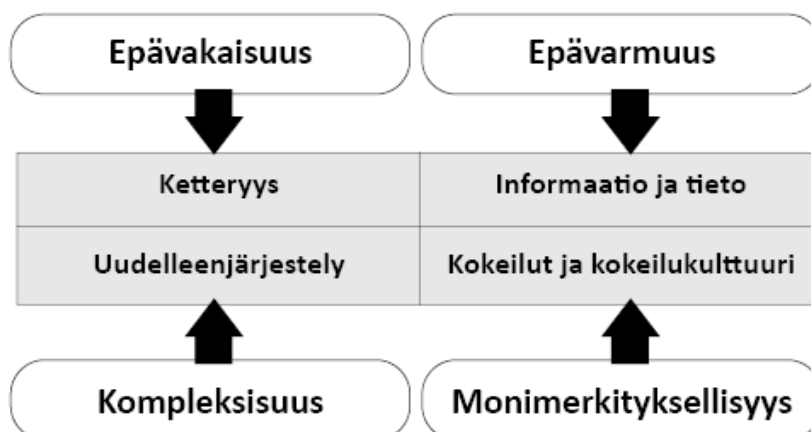 Epävakaisuus
Epävarmuus
Ketteryys
Informaatio ja tieto
Uudelleenjärjestely
Kokeilut ja kokeilukulttuuri
Kompleksisuus
Monimerkityksellisyys